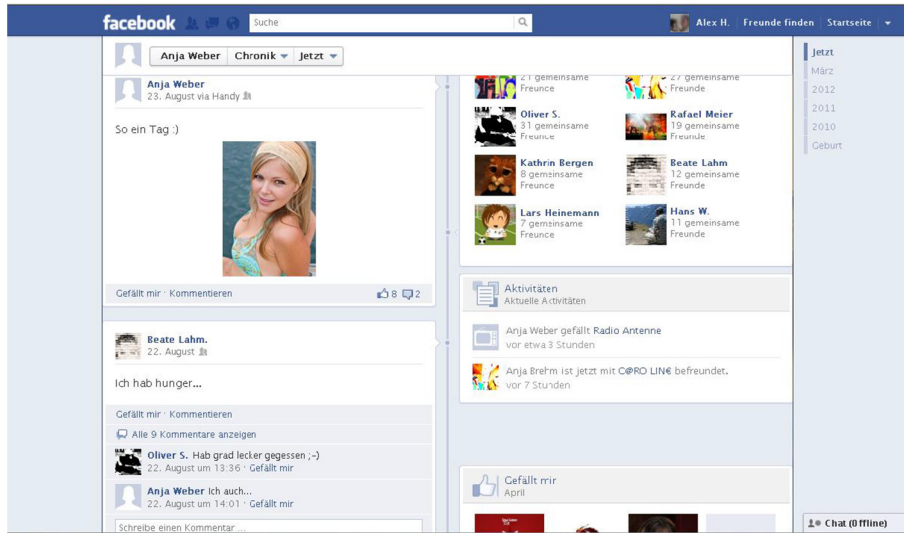 facebook
Suche
Alex H.
Freunde finden
Startseite
Anja Weber
Chronik
Jetzt
Jetzt
März
2012
2011
2010
Geburt
Anja Weber
23. August via Handy
So ein Tag :)
Gefällt mir · Kommentieren
8
2
Beate Lahm.
22. August
Ich hab hunger...
Gefällt mir · Kommentieren
Alle 9 Kommentare anzeigen
Oliver S. Hab grad lecker gegessen ;-)
22. August um 13:36 · Gefällt mir
Anja Weber Ich auch...
22. August um 14:01 · Gefällt mir
Schreibe einen Kommentar ...
21 gemeinsame
Freunde
27 gemeinsame
Freunde
Oliver S.
31 gemeinsame
Freunde
Rafael Meier
19 gemeinsame
Freunde
Kathrin Bergen
8 gemeinsame
Freunde
Beate Lahm
12 gemeinsame
Freunde
Lars Heinemann
7 gemeinsame
Freunde
Hans W.
11 gemeinsame
Freunde
Aktivitäten
Aktuelle Activitäten
Anja Weber gefällt Radio Antenne
vor etwa 3 Stunden
Anja Brehm ist jetzt mit C@RO LIN€ befreundet.
vor 7 Stunden
Gefällt mir
April
Chat (Offline)